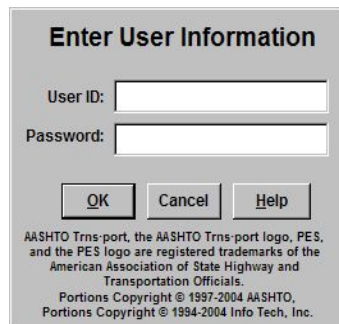 Enter User Information
User ID:
Password:
OK
Cancel
Help
AASHTO Trns·port, the AASHTO Trns·port logo, PES,
and the PES logo are registered trademarks of the
American Association of State Highway and
Transportation Officials.
Portions Copyright © 1997-2004 AASHTO,
Portions Copyright © 1994-2004 Info Tech, Inc.